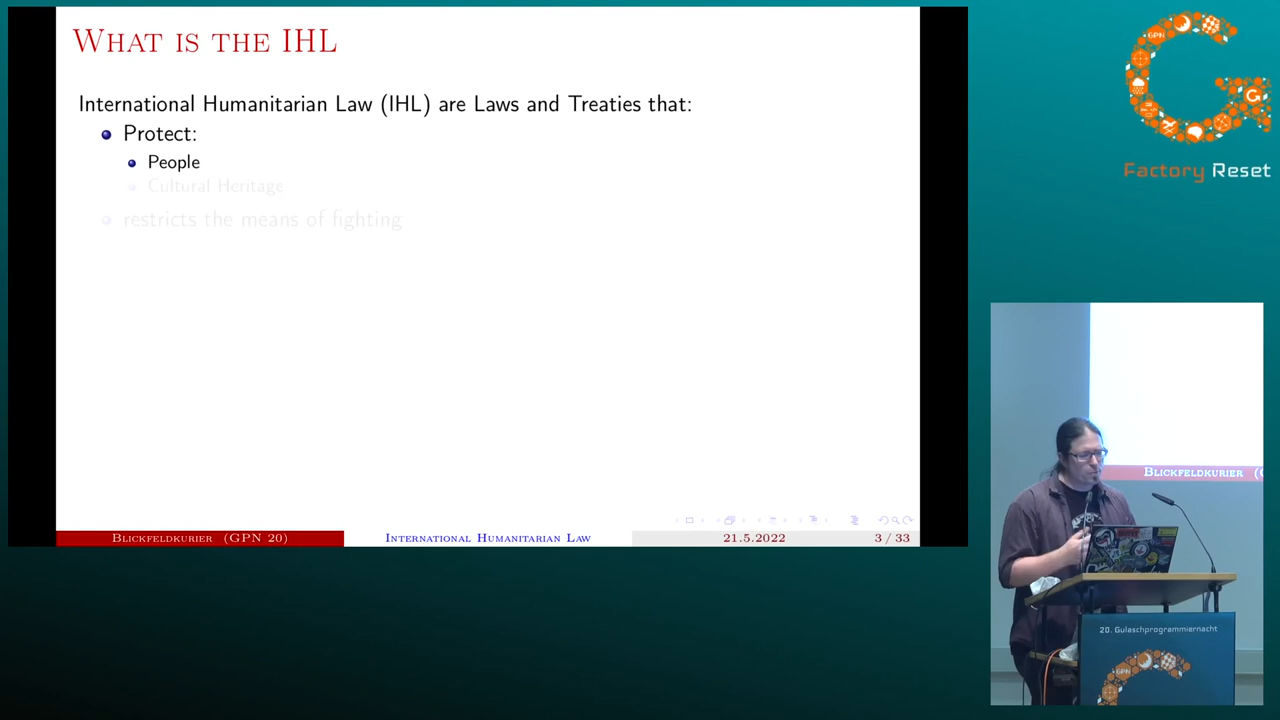 WHAT IS THE IHL
International Humanitarian Law (IHL) are Laws and Treaties that:
Protect:
People
Cultural Heritage
restricts the means of fighting
BLICKFELDKURIER (GPN 20)
INTERNATIONAL HUMANITARIAN LAW
21.5.2022
3 / 33
GPN
G
Factory Reset
BLICKFELDKURIER (G
20. Gulaschprogrammiernacht
GPN